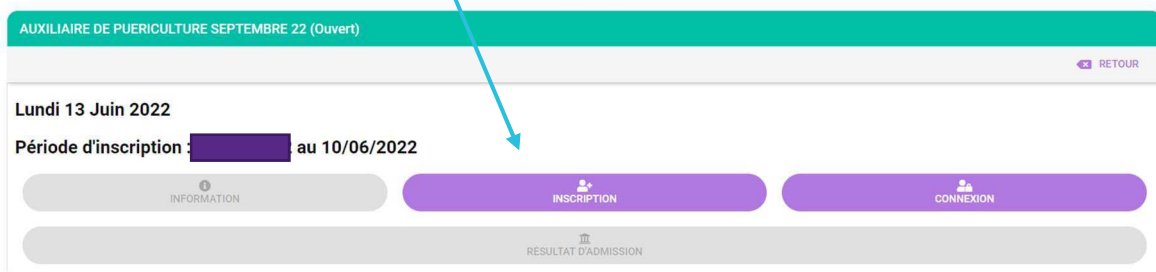 AUXILIAIRE DE PUERICULTURE SEPTEMBRE 22 (Ouvert)
RETOUR
Lundi 13 Juin 2022
Période d'inscription : au 10/06/2022
INFORMATION
INSCRIPTION
CONNEXION
RÉSULTAT D'ADMISSION